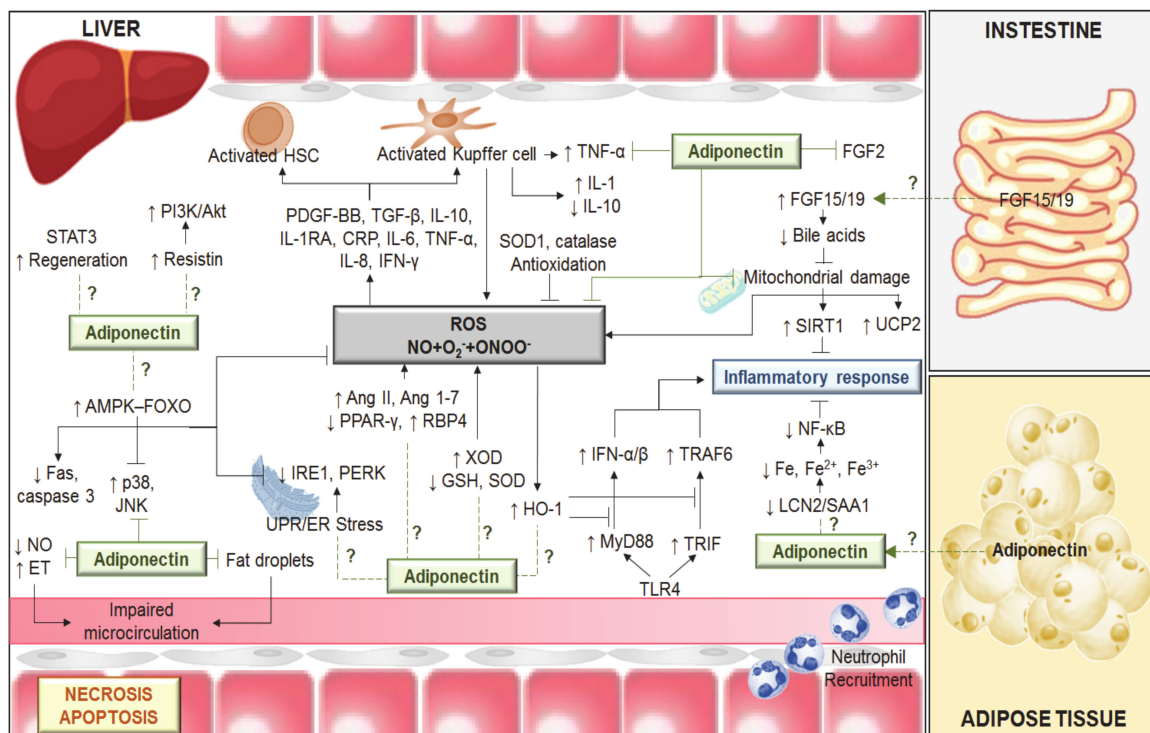 LIVER
Activated HSC
Activated Kupffer cell
↑ TNF-α
Adiponectin
FGF2
↑ IL-1
↓ IL-10
↑ PI3K/Akt
STAT3
↑ Regeneration
↑ Resistin
?
?
Adiponectin
?
↑ AMPK–FOXO
PDGF-BB, TGF-β, IL-10,
IL-1RA, CRP, IL-6, TNF-α,
IL-8, IFN-γ
SOD1, catalase
Antioxidation
↑ FGF15/19
↓ Bile acids
Mitochondrial damage
↑ SIRT1
↑ UCP2
ROS
NO+O₂⁻+ONOO⁻
Inflammatory response
↑ Ang II, Ang 1-7
↓ PPAR-γ, ↑ RBP4
↑ XOD
↓ GSH, SOD
↑ IFN-α/β
↑ TRAF6
↓ NF-κB
↓ Fe, Fe²⁺, Fe³⁺
↓ LCN2/SAA1
?
Adiponectin
↓ Fas,
caspase 3
↑ p38,
JNK
↓ IRE1, PERK
UPR/ER Stress
↑ HO-1
↑ MyD88
↑ TRIF
TLR4
?
?
?
?
Adiponectin
↓ NO
↑ ET
Adiponectin
Fat droplets
Impaired
microcirculation
Neutrophil
Recruitment
NECROSIS
APOPTOSIS
INSTESTINE
?
FGF15/19
?
Adiponectin
ADIPOSE TISSUE